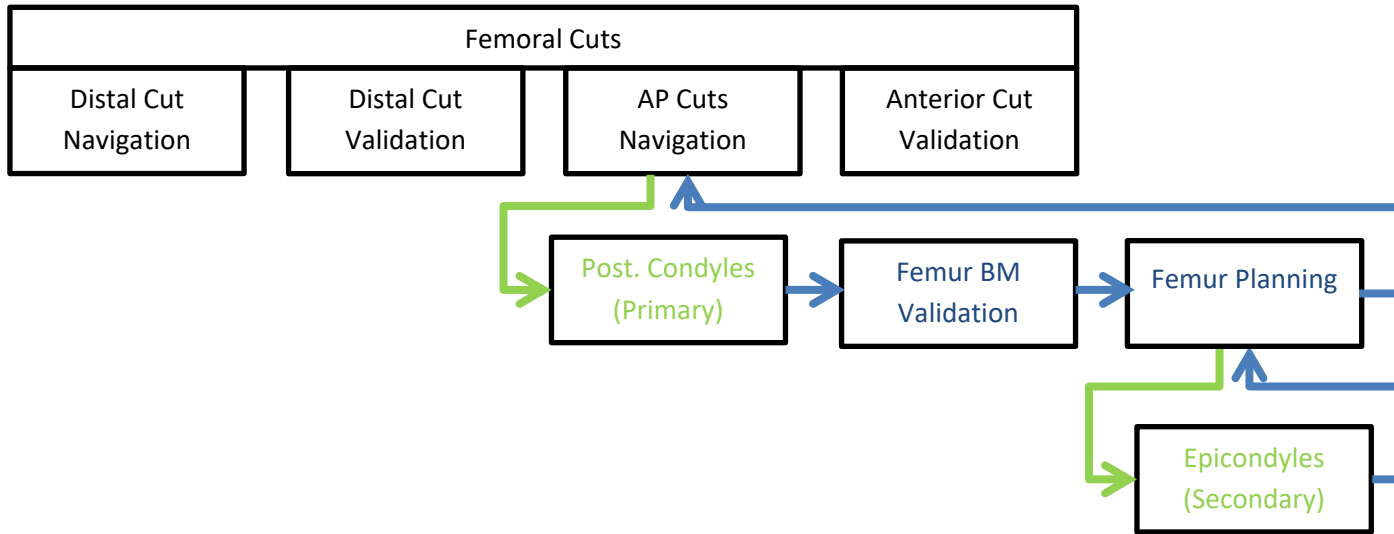 Femoral Cuts
Distal Cut
Navigation
Distal Cut
Validation
AP Cuts
Navigation
Anterior Cut
Validation
Post. Condyles
(Primary)
Femur BM
Validation
Femur Planning
Epicondyles
(Secondary)